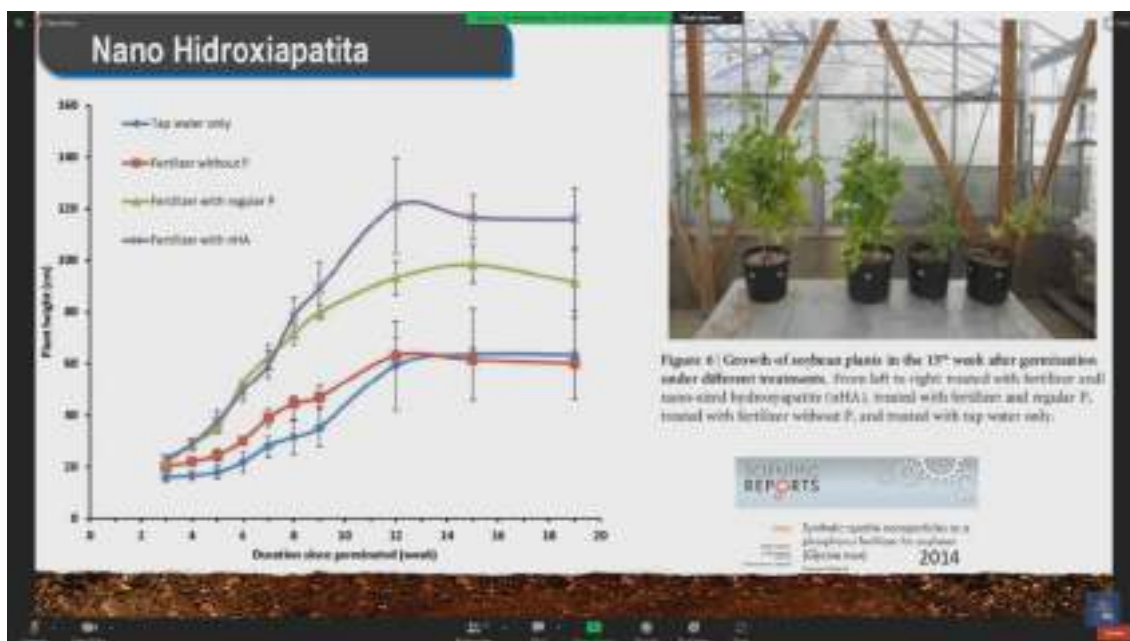 Nano Hidroxiapatita
160
140
120
100
80
60
40
20
0
Plant height (cm)
Tap water only
Fertilizer without P
Fertilizer with regular P
Fertilizer with nHA
0 2 4 6 8 10 12 14 16 18 20
Duration since germinated (week)
Figure 6 | Growth of soybean plants in the 15th week after germination
under different treatments. From left to right: treated with fertilizer and
nano-sized hydroxyapatite (nHA), treated with fertilizer and regular P,
treated with fertilizer without P, and treated with tap water only.
SCIENTIFIC
REPORTS
Synthetic apatite nanoparticles as a
phosphorus fertilizer for soybean
(Glycine max)
2014